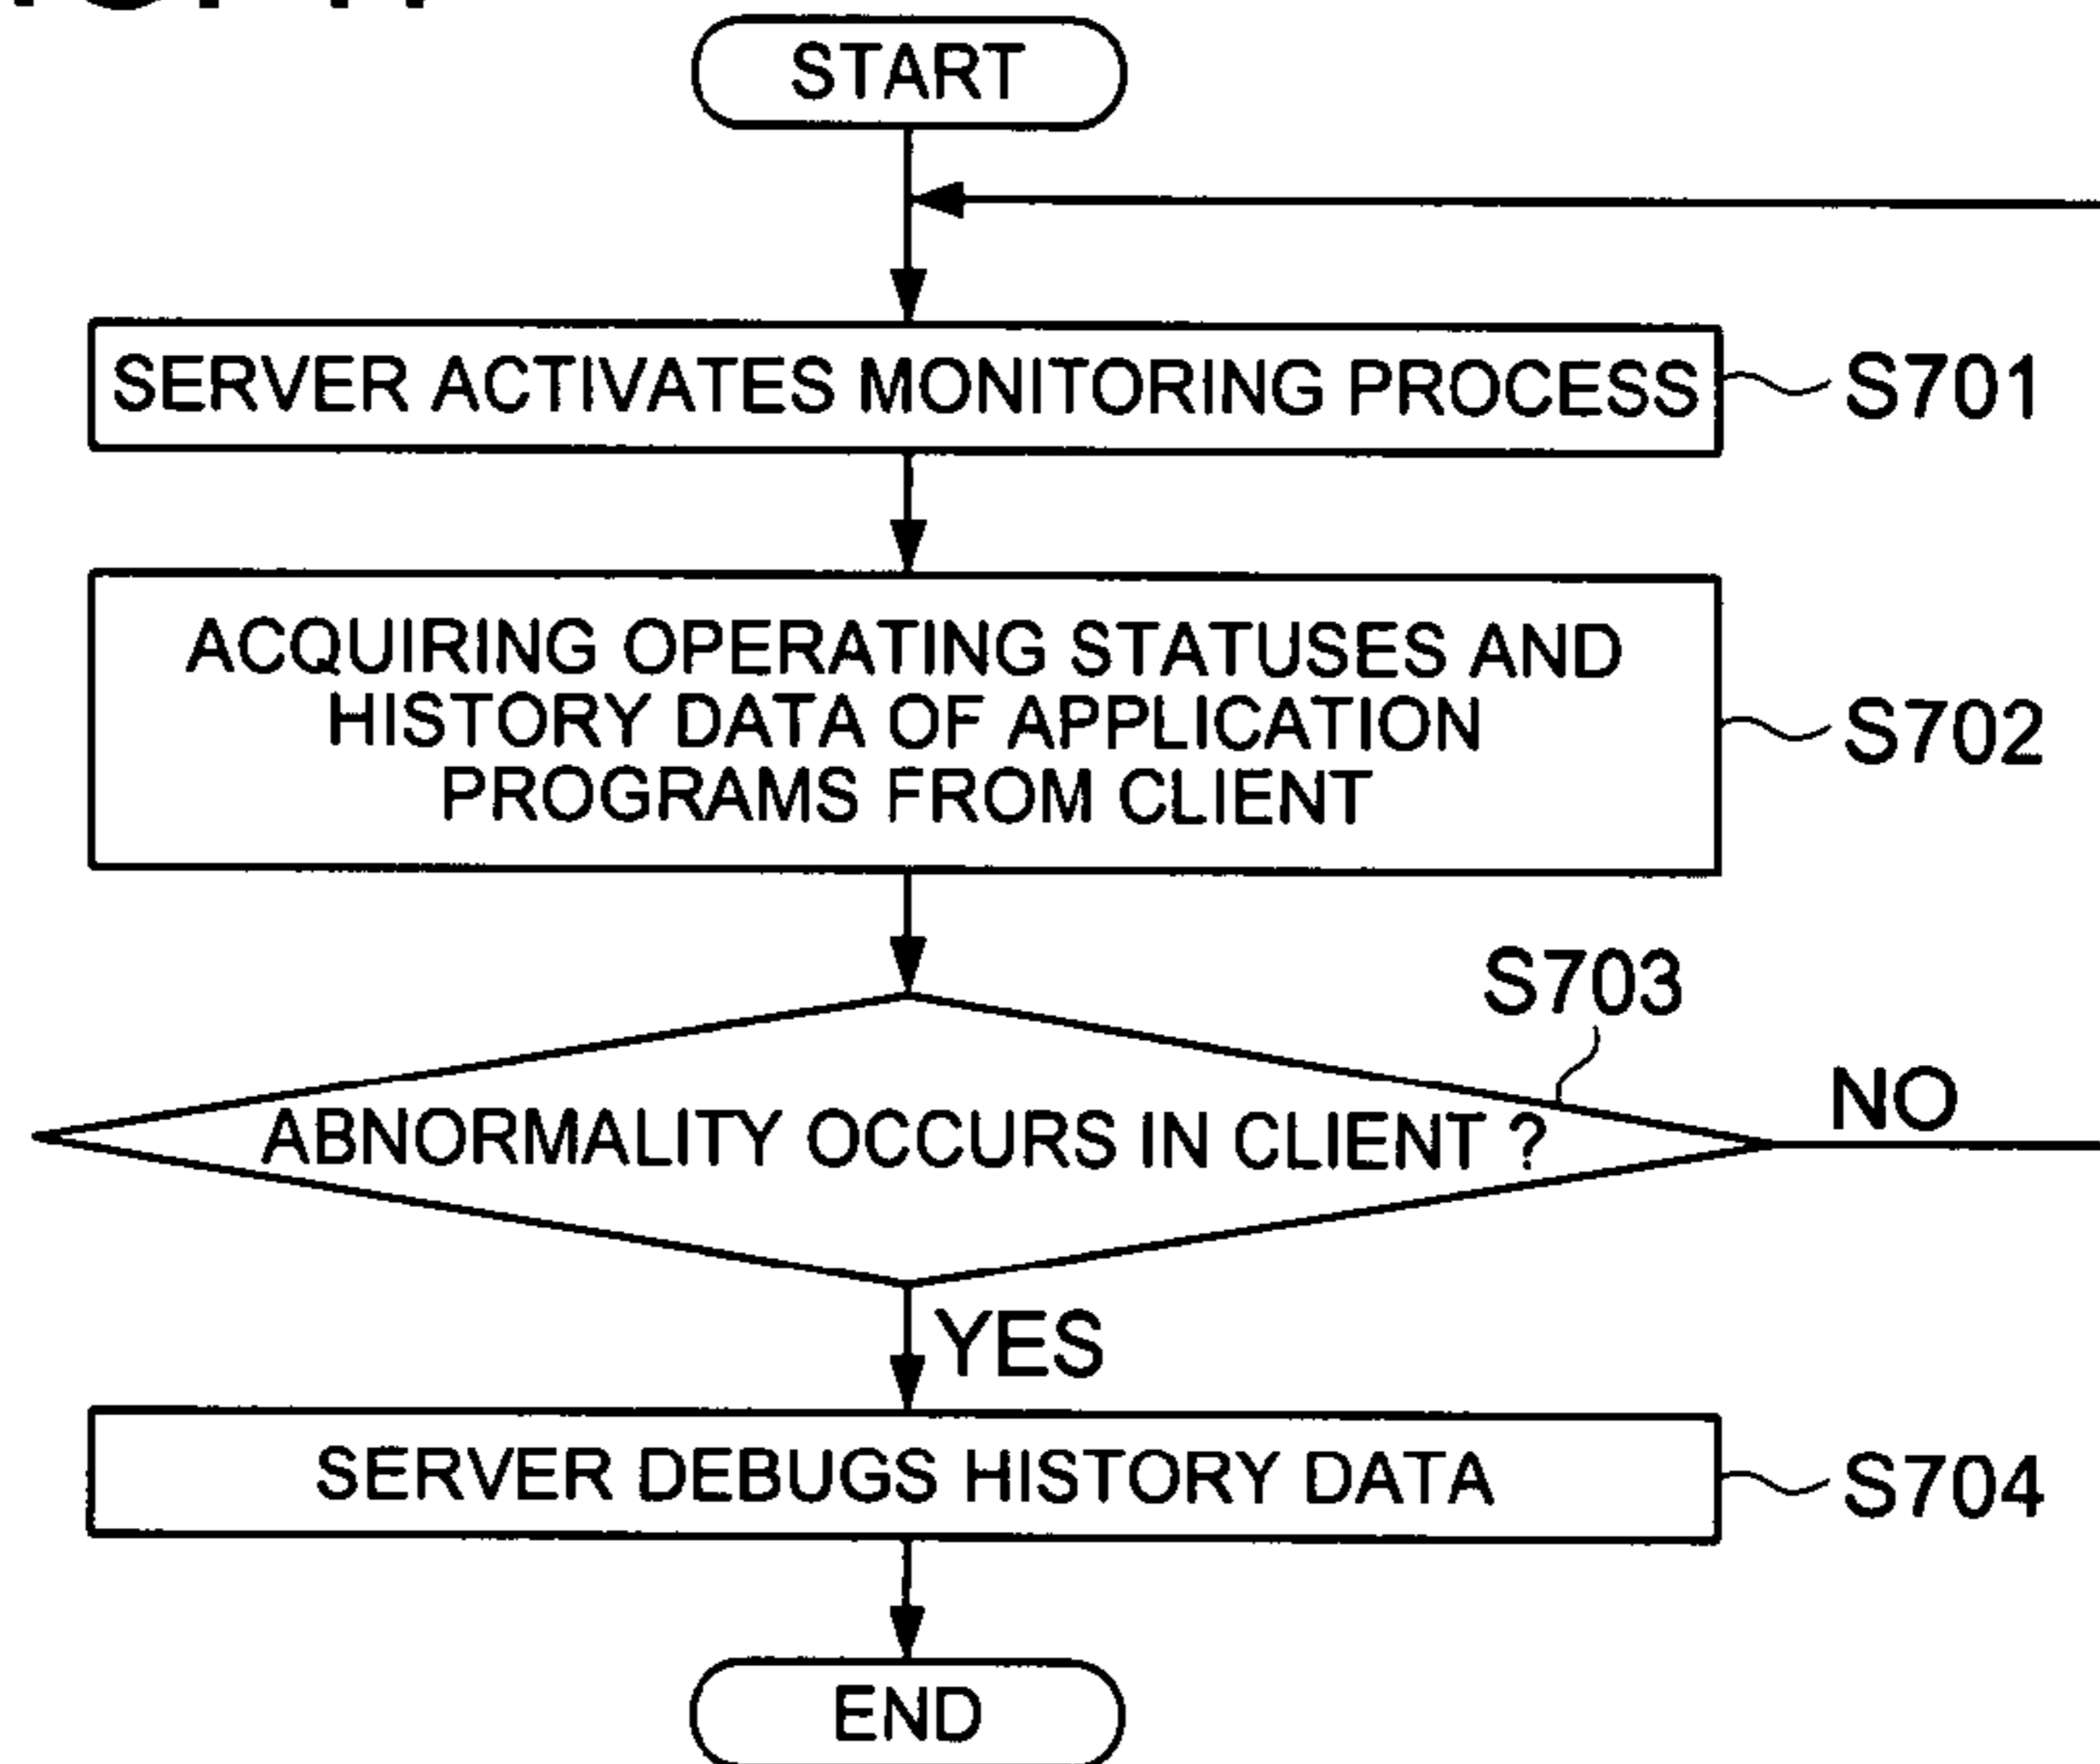 START
SERVER ACTIVATES MONITORING PROCESS
S701
ACQUIRING OPERATING STATUSES AND
HISTORY DATA OF APPLICATION
PROGRAMS FROM CLIENT
S702
S703
ABNORMALITY OCCURS IN CLIENT ?
NO
YES
SERVER DEBUGS HISTORY DATA
S704
END